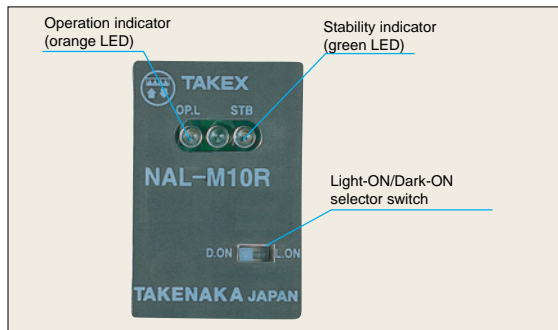 Operation indicator
(orange LED)
Stability indicator
(green LED)
TAKEX
OP.L STB
NAL-M10R
Light-ON/Dark-ON
selector switch
D.ON L.ON
TAKENAKA JAPAN